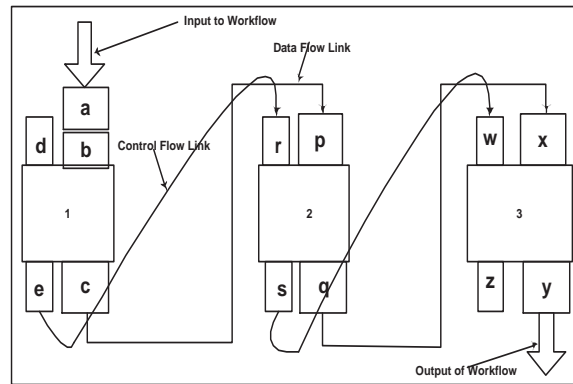 Input to Workflow
Data Flow Link
a
d
b
Control Flow Link
r
p
w
x
1
2
3
e
c
s
q
z
y
Output of Workflow